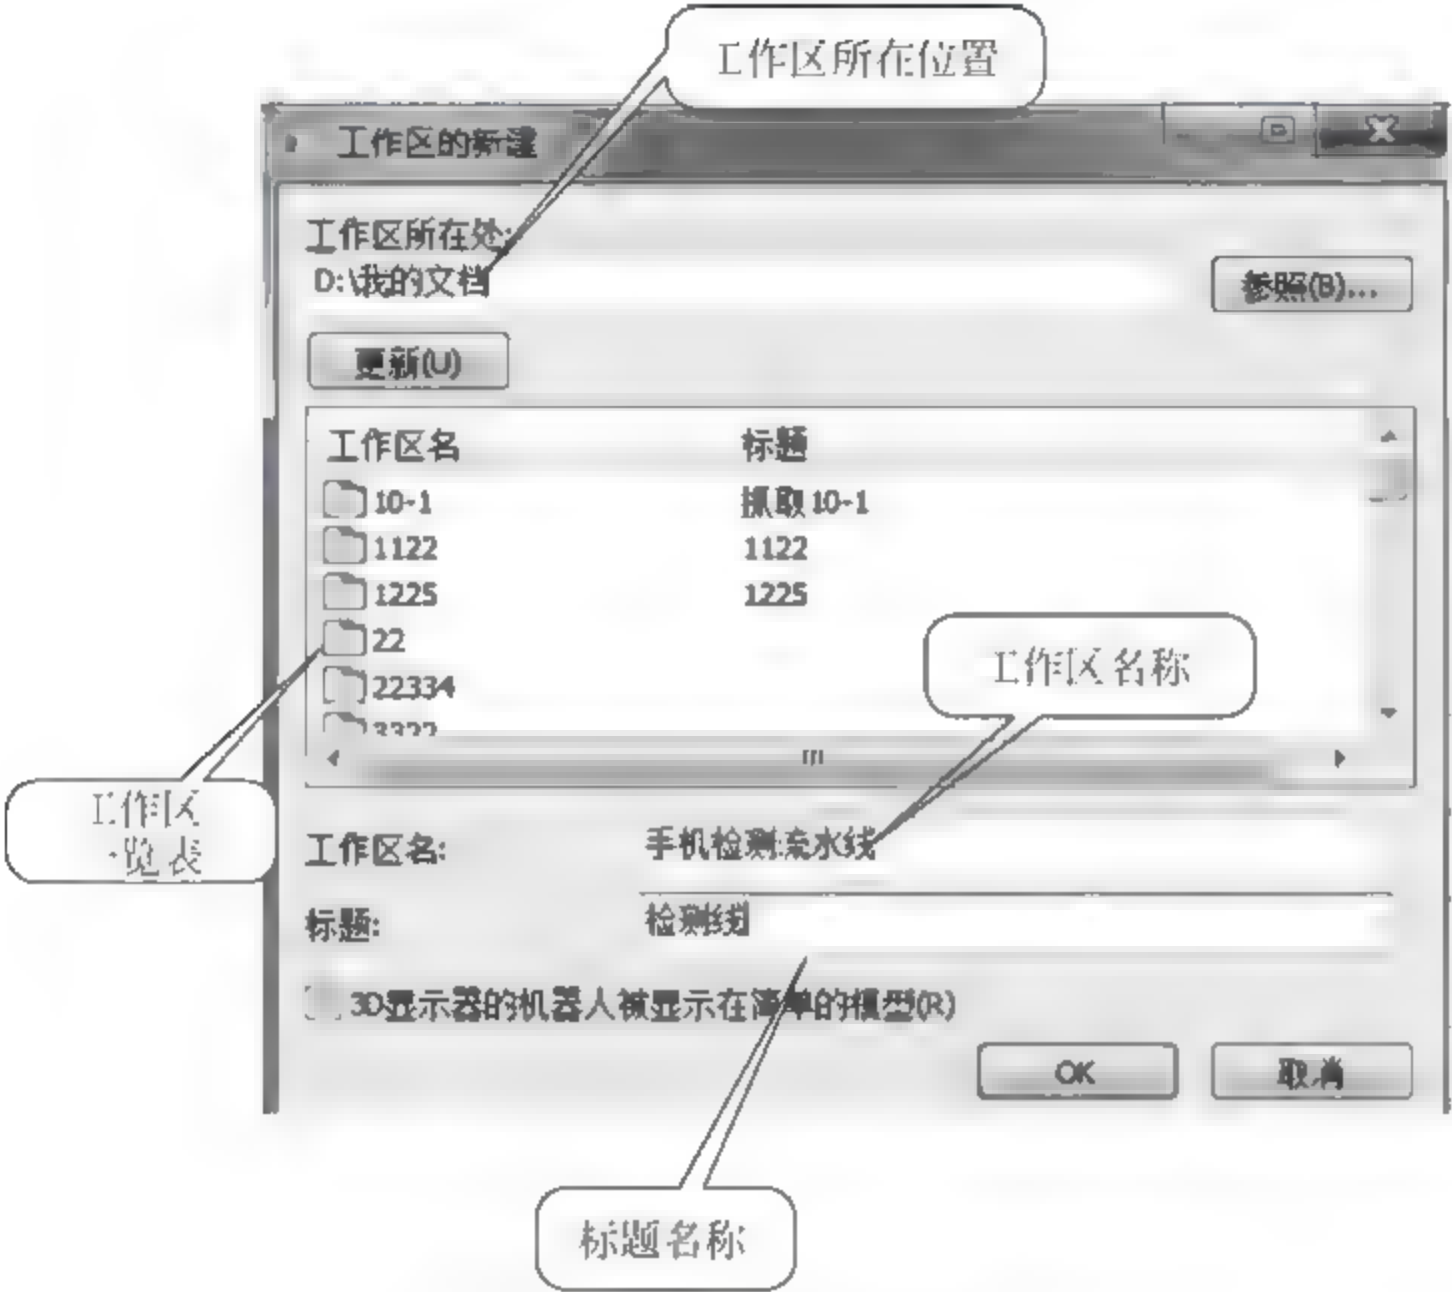 工作区所在位置
工作区的新建
工作区所在处:
D:\我的文档
参照(B)...
更新(U)
工作区名 标题
10-1 抓取10-1
1122 1122
1225 1225
22
22334
3322
工作区名称
工作区
一览表
工作区名: 手机检测流水线
标题: 检测线
3D显示器的机器人被显示在简单的模型(R)
OK 取消
标题名称